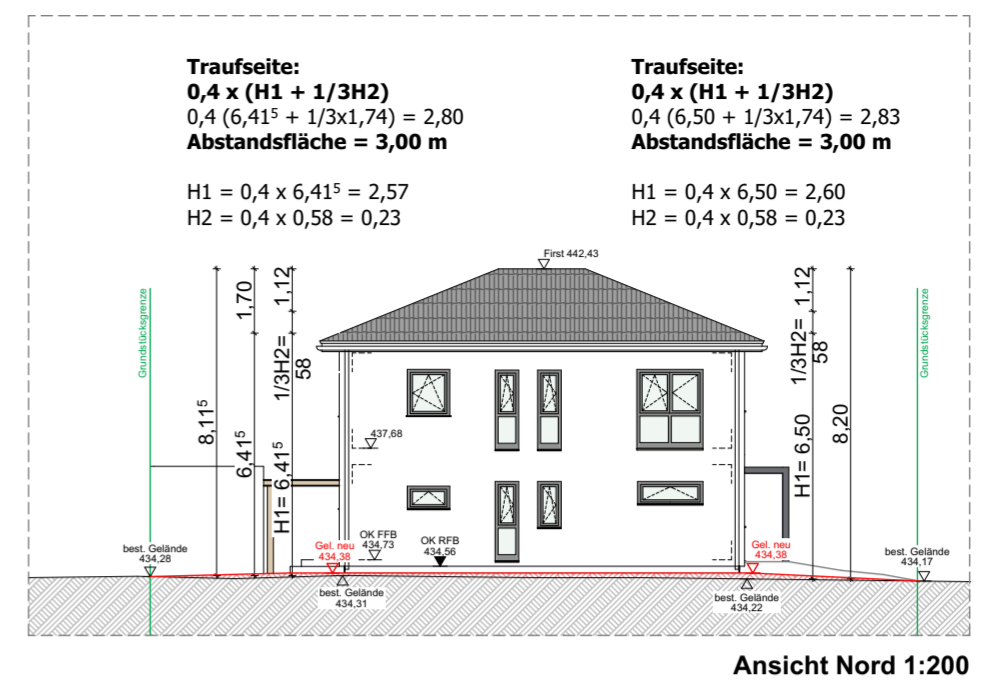 Traufseite:
0,4 x (H1 + 1/3H2)
0,4 (6,41⁵ + 1/3x1,74) = 2,80
Abstandsfläche = 3,00 m
H1 = 0,4 x 6,41⁵ = 2,57
H2 = 0,4 x 0,58 = 0,23
Traufseite:
0,4 x (H1 + 1/3H2)
0,4 (6,50 + 1/3x1,74) = 2,83
Abstandsfläche = 3,00 m
H1 = 0,4 x 6,50 = 2,60
H2 = 0,4 x 0,58 = 0,23
First 442,43
Grundstücksgrenze
8,11⁵
1,70
6,41⁵
1,12
1/3H2=
58
H1= 6,41⁵
437,68
1,12
1/3H2=
58
H1= 6,50
8,20
Grundstücksgrenze
best. Gelände
434,28
Gel. neu
434,38
OK FFB
434,73
OK RFB
434,56
Gel. neu
434,38
best. Gelände
434,17
best. Gelände
434,31
best. Gelände
434,22
Ansicht Nord 1:200